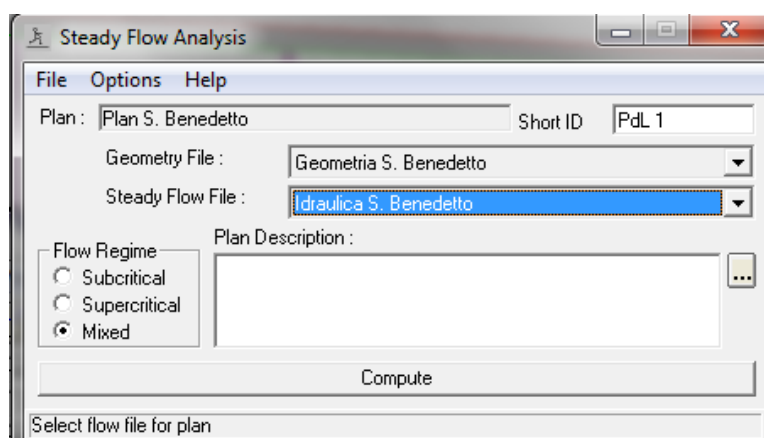 Steady Flow Analysis
File Options Help
Plan : Plan S. Benedetto Short ID PdL 1
Geometry File : Geometria S. Benedetto
Steady Flow File : Idraulica S. Benedetto
Flow Regime Plan Description :
Subcritical ...
Supercritical
Mixed
Compute
Select flow file for plan